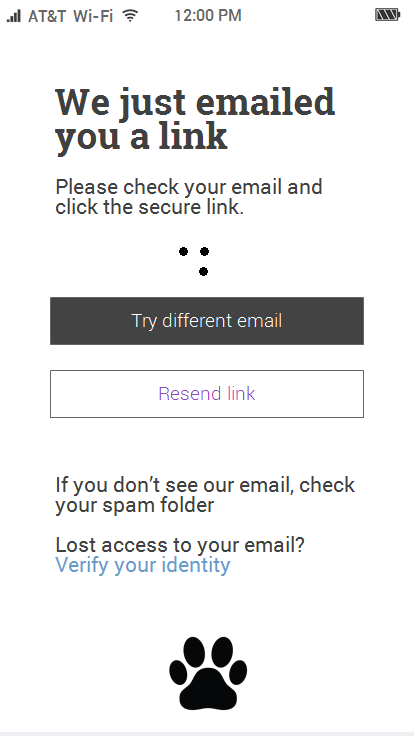 AT&T Wi-Fi 12:00 PM
We just emailed
you a link
Please check your email and
click the secure link.
Try different email
Resend link
If you don’t see our email, check
your spam folder
Lost access to your email?
Verify your identity